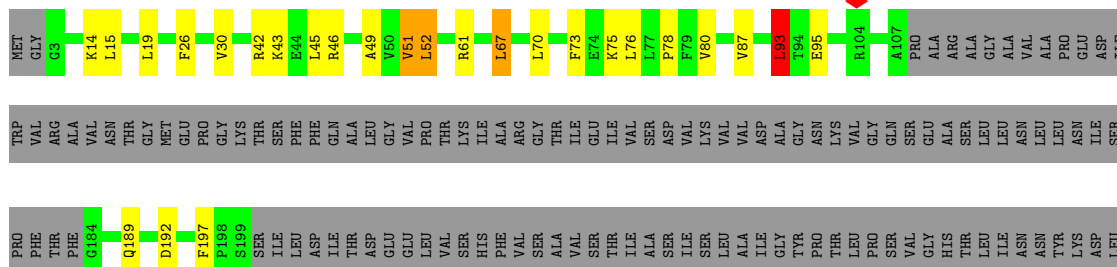 MET GLY G3 K14 L15 L19 F26 V30 R42 K43 E44 L45 R46 A49 V50 V51 L52 R61 L67 L70 F73 E74 K75 L76 L77 P78 F79 V80 V87 L93 T94 E95 R104 A107 PRO ALA ARG ALA GLY ALA VAL ALA PRO GLU ASP ILE
TRP VAL ARG ALA VAL ASN THR GLY MET GLU PRO GLY LYS THR SER PHE PHE GLN ALA LEU GLY VAL PRO THR LYS ILE ALA ARG GLY THR ILE GLU ILE VAL SER ASP VAL LYS VAL VAL ASP ALA GLY ASN LYS VAL GLY GLN SER GLU ALA SER LEU LEU ASN LEU LEU ASN ILE SER
PRO PHE THR PHE G184 Q189 D192 F197 P198 S199 SER ILE LEU ASP ILE THR ASP GLU GLU LEU VAL SER HIS PHE VAL SER ALA VAL SER THR ILE ALA SER ILE SER LEU ALA ILE GLY TYR PRO THR LEU PRO SER VAL GLY HIS THR LEU ILE ASN ASN TYR LYS ASP LEU